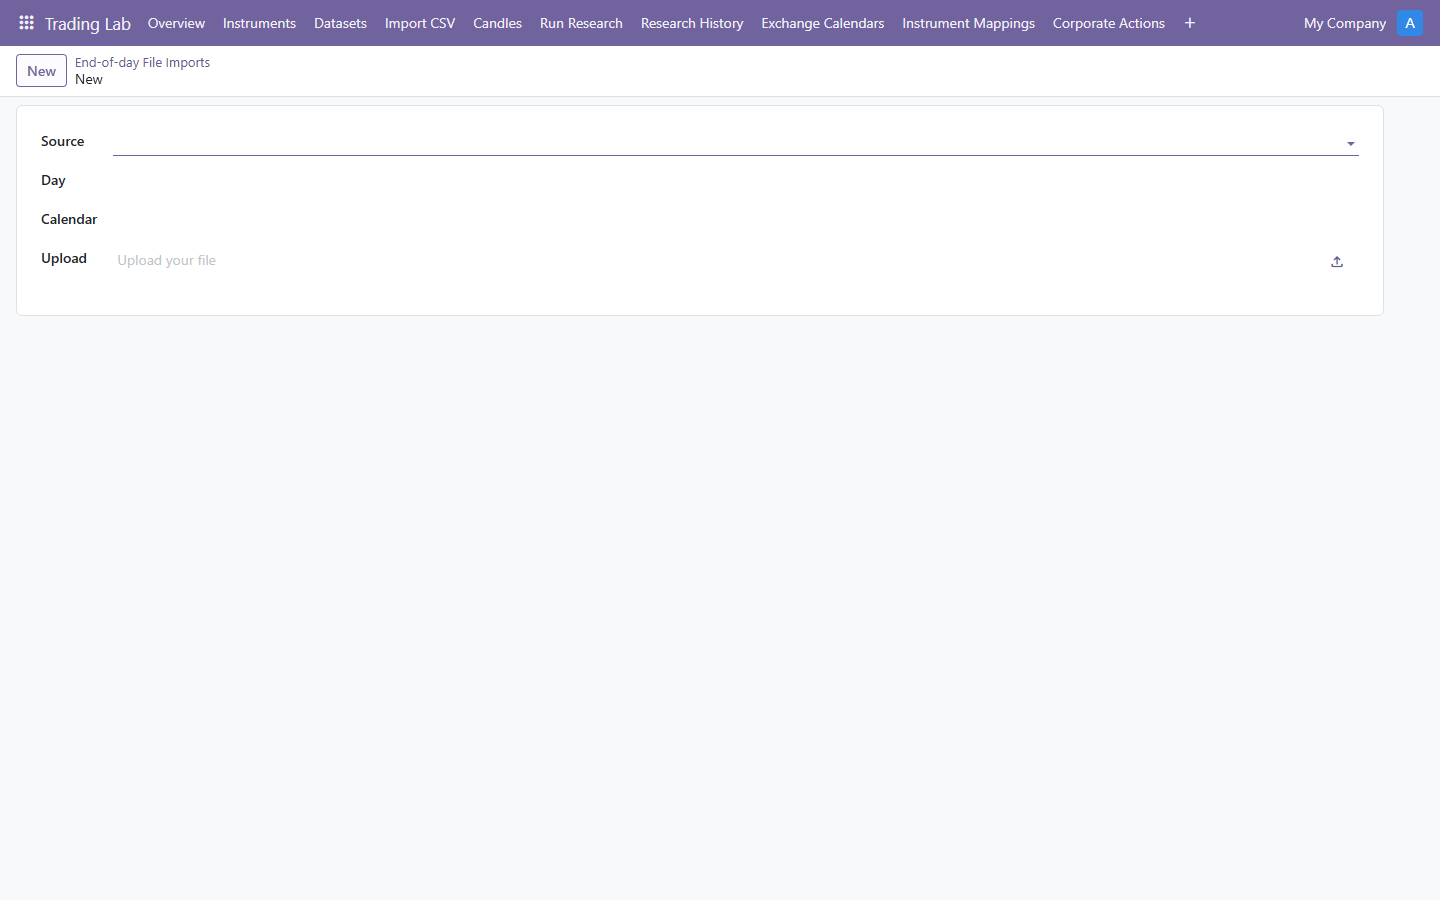 Trading Lab Overview Instruments Datasets Import CSV Candles Run Research Research History Exchange Calendars Instrument Mappings Corporate Actions + My Company A
New
End-of-day File Imports
New
Source
Day
Calendar
Upload Upload your file